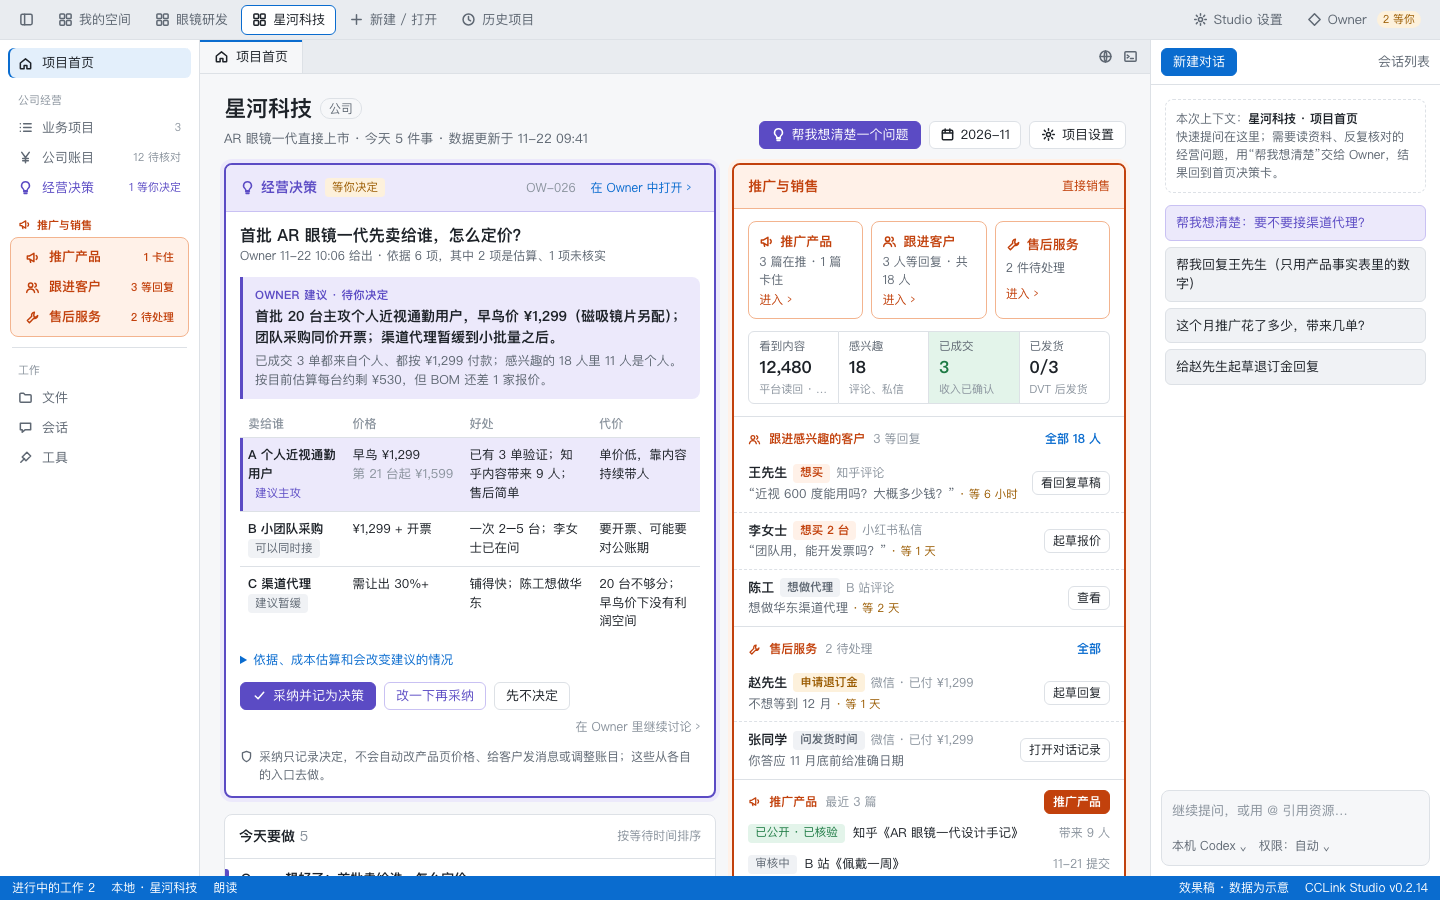 我的空间
眼镜研发
星河科技
新建 / 打开
历史项目
Studio 设置
Owner
2 等你
项目首页
公司经营
业务项目
3
公司账目
12 待核对
经营决策
1 等你决定
推广与销售
推广产品
1 卡住
跟进客户
3 等回复
售后服务
2 待处理
工作
文件
会话
工具
项目首页
星河科技
公司
AR 眼镜一代直接上市 · 今天 5 件事 · 数据更新于 11-22 09:41
帮我想清楚一个问题
2026-11
项目设置
经营决策
等你决定
OW-026
在 Owner 中打开 ›
首批 AR 眼镜一代先卖给谁，怎么定价？
Owner 11-22 10:06 给出 · 依据 6 项，其中 2 项是估算、1 项未核实
OWNER 建议 · 待你决定
首批 20 台主攻个人近视通勤用户，早鸟价 ¥1,299（磁吸镜片另配）；
团队采购同价开票；渠道代理暂缓到小批量之后。
已成交 3 单都来自个人、都按 ¥1,299 付款；感兴趣的 18 人里 11 人是个人。
按目前估算每台约剩 ¥530，但 BOM 还差 1 家报价。
卖给谁
价格
好处
代价
A 个人近视通勤
用户
建议主攻
早鸟 ¥1,299
第 21 台起 ¥1,599
已有 3 单验证；知
乎内容带来 9 人；
售后简单
单价低，靠内容
持续带人
B 小团队采购
可以同时接
¥1,299 + 开票
一次 2–5 台；李女
士已在问
要开票、可能要
对公账期
C 渠道代理
建议暂缓
需让出 30%+
铺得快；陈工想做华
东
20 台不够分；
早鸟价下没有利
润空间
依据、成本估算和会改变建议的情况
采纳并记为决策
改一下再采纳
先不决定
在 Owner 里继续讨论 ›
采纳只记录决定，不会自动改产品页价格、给客户发消息或调整账目；这些从各自
的入口去做。
今天要做 5
按等待时间排序
推广与销售
直接销售
推广产品
3 篇在推 · 1 篇
卡住
进入 ›
跟进客户
3 人等回复 · 共
18 人
进入 ›
售后服务
2 件待处理
进入 ›
看到内容
12,480
平台读回 · …
感兴趣
18
评论、私信
已成交
3
收入已确认
已发货
0/3
DVT 后发货
跟进感兴趣的客户
3 等回复
全部 18 人
王先生
想买
知乎评论
“近视 600 度能用吗？大概多少钱？” · 等 6 小时
看回复草稿
李女士
想买 2 台
小红书私信
“团队用，能开发票吗？” · 等 1 天
起草报价
陈工
想做代理
B 站评论
想做华东渠道代理 · 等 2 天
查看
售后服务
2 待处理
全部
赵先生
申请退订金
微信 · 已付 ¥1,299
不想等到 12 月 · 等 1 天
起草回复
张同学
问发货时间
微信 · 已付 ¥1,299
你答应 11 月底前给准确日期
打开对话记录
推广产品
最近 3 篇
推广产品
已公开 · 已核验
知乎《AR 眼镜一代设计手记》
带来 9 人
审核中
B 站《佩戴一周》
11-21 提交
新建对话
会话列表
本次上下文：星河科技 · 项目首页
快速提问在这里；需要读资料、反复核对的
经营问题，用“帮我想清楚”交给 Owner，结
果回到首页决策卡。
帮我想清楚：要不要接渠道代理？
帮我回复王先生（只用产品事实表里的数
字）
这个月推广花了多少，带来几单？
给赵先生起草退订金回复
继续提问，或用 @ 引用资源…
本机 Codex
权限：自动
进行中的工作 2
本地 · 星河科技
朗读
效果稿 · 数据为示意
CCLink Studio v0.2.14